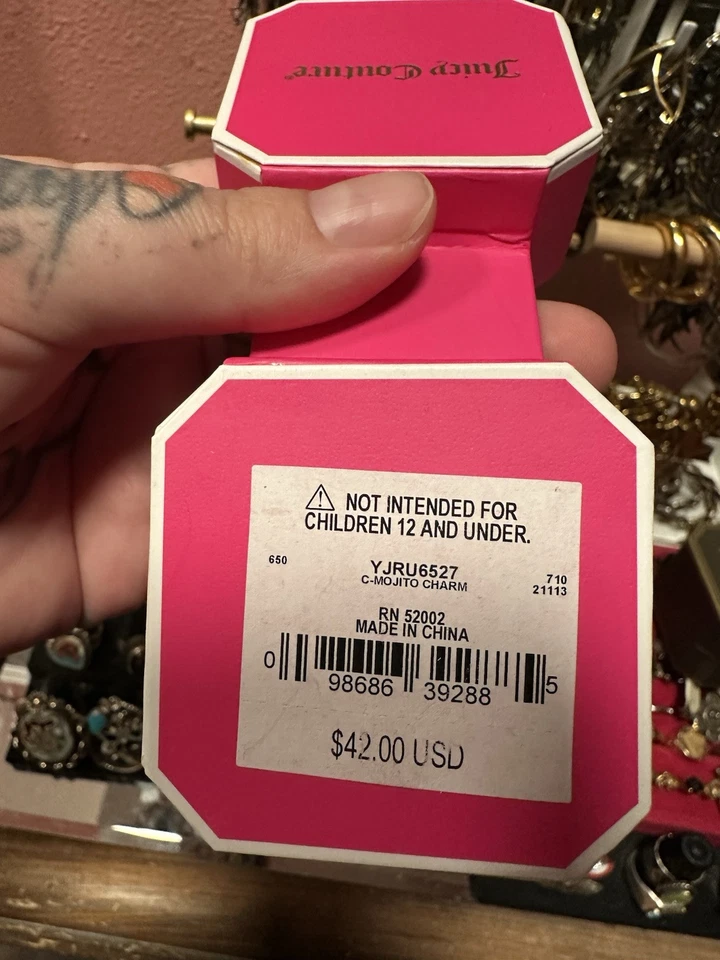 Juicy Couture
⚠ NOT INTENDED FOR
CHILDREN 12 AND UNDER.
650
YJRU6527
C-MOJITO CHARM
710
21113
RN 52002
MADE IN CHINA
0 98686 39288 5
$42.00 USD